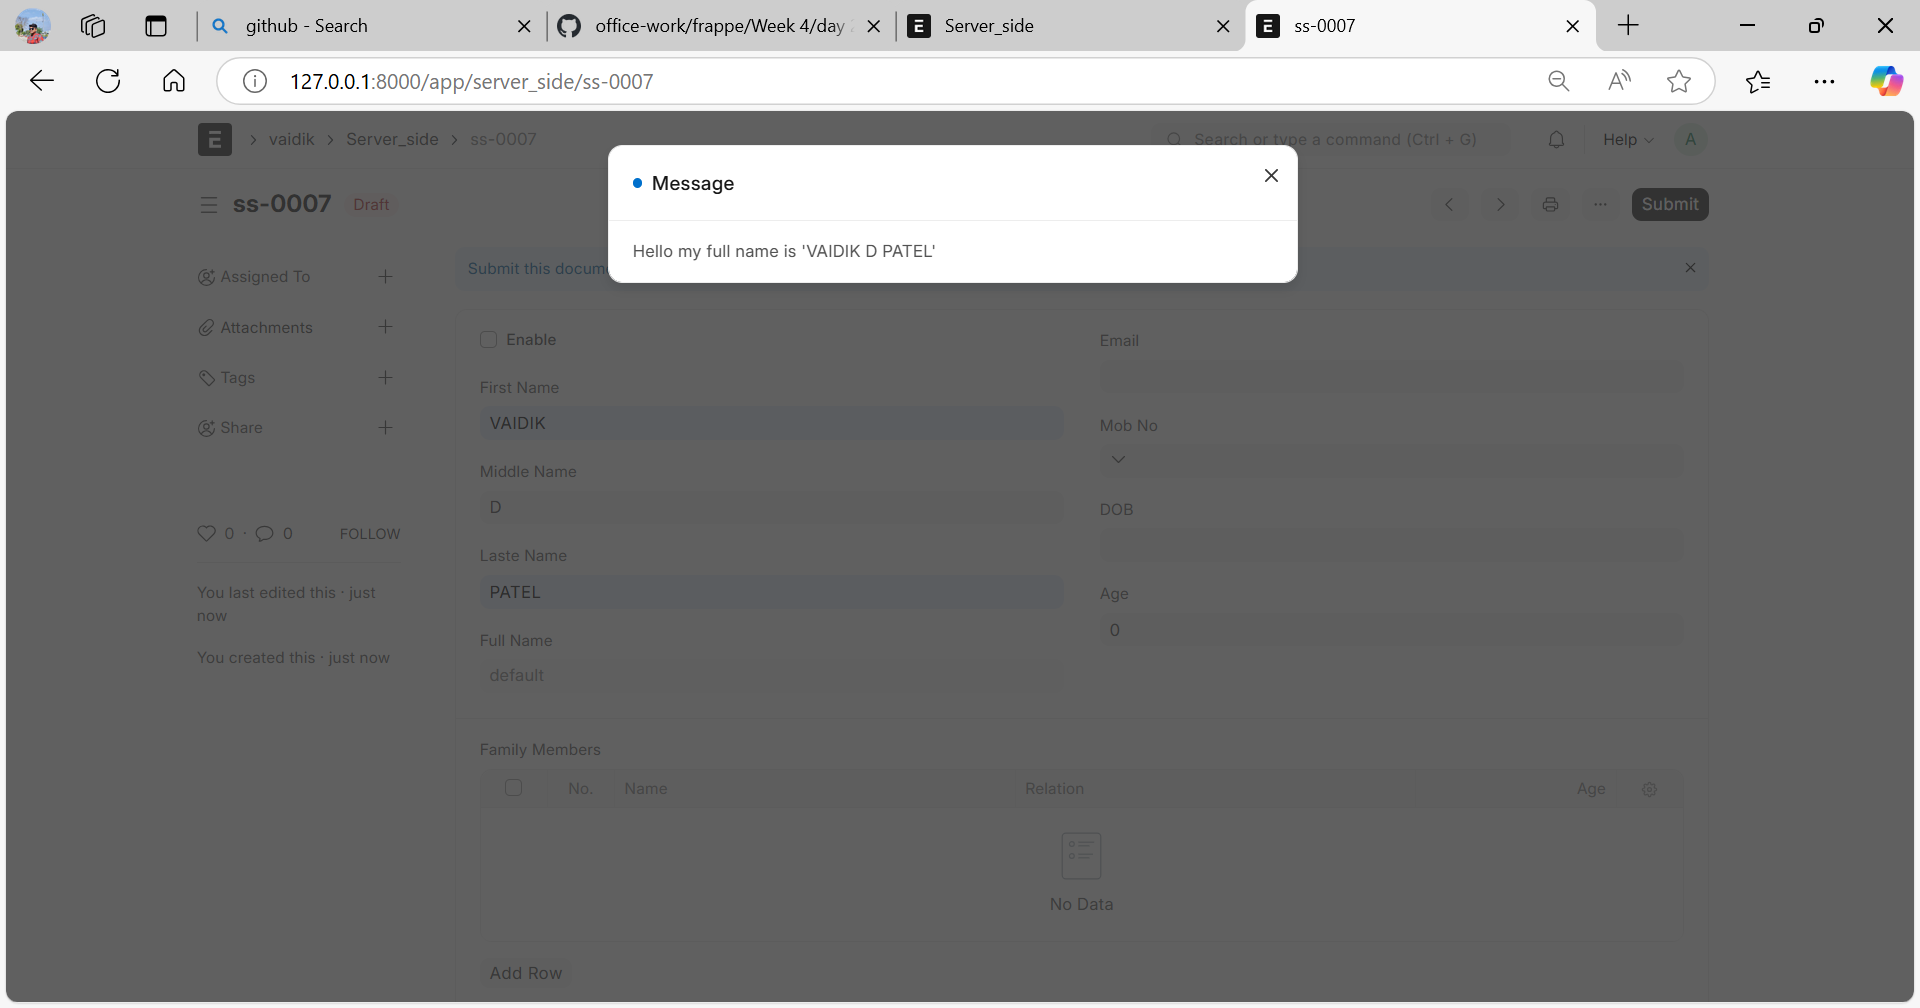 github - Search
office-work/frappe/Week 4/day
Server_side
ss-0007
127.0.0.1:8000/app/server_side/ss-0007
E
vaidik
Server_side
ss-0007
Search or type a command (Ctrl + G)
Help
A
ss-0007
Draft
Submit
Message
Hello my full name is 'VAIDIK D PATEL'
Submit this docum
Assigned To
Attachments
Tags
Share
0 · 0
FOLLOW
You last edited this · just
now
You created this · just now
Enable
First Name
VAIDIK
Middle Name
D
Laste Name
PATEL
Full Name
default
Email
Mob No
DOB
Age
0
Family Members
No.
Name
Relation
Age
No Data
Add Row